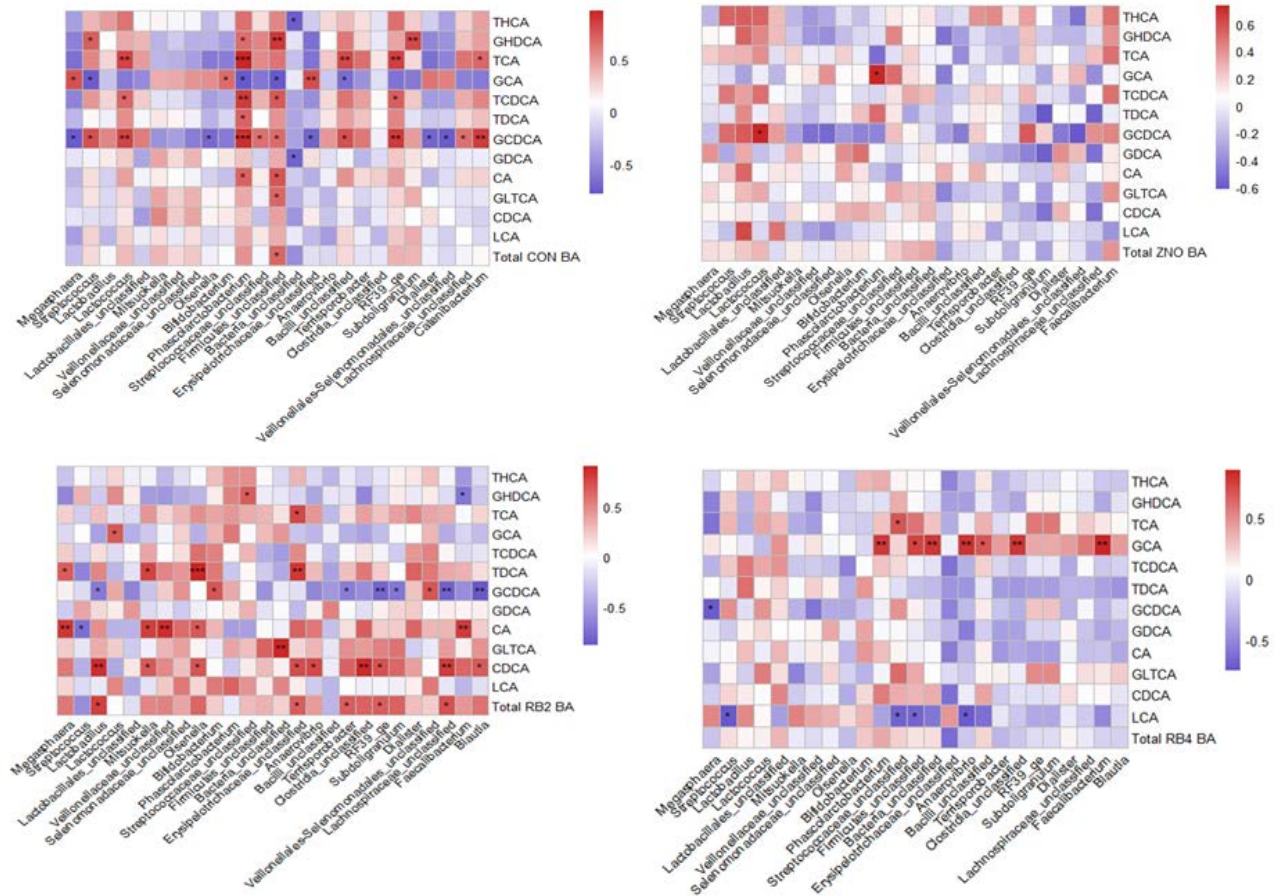 THCA
GHDCA
TCA
GCA
TCDCA
TDCA
GCDCA
GDCA
CA
GLTCA
CDCA
LCA
Total CON BA
0.5
0
-0.5
Megasphaera
Streptococcus
Lactobacillus
Lactococcus
Lactobacillales_unclassified
Mitsuokella
Veillonellaceae_unclassified
Selenomonadaceae_unclassified
Olsenella
Bifidobacterium
Phascolarctobacterium
Streptococcaceae_unclassified
Firmicutes_unclassified
Bacteria_unclassified
Erysipelotrichaceae_unclassified
Anaerovibrio
Bacilli_unclassified
Terrisporobacter
Clostridia_unclassified
RF39_ge
Subdoligranulum
Dialister
Veillonellales-Selenomonadales_unclassified
Lachnospiraceae_unclassified
Catenibacterium
THCA
GHDCA
TCA
GCA
TCDCA
TDCA
GCDCA
GDCA
CA
GLTCA
CDCA
LCA
Total ZNO BA
0.6
0.4
0.2
0
-0.2
-0.4
-0.6
Megasphaera
Streptococcus
Lactobacillus
Lactococcus
Lactobacillales_unclassified
Mitsuokella
Veillonellaceae_unclassified
Selenomonadaceae_unclassified
Olsenella
Bifidobacterium
Phascolarctobacterium
Streptococcaceae_unclassified
Firmicutes_unclassified
Bacteria_unclassified
Erysipelotrichaceae_unclassified
Anaerovibrio
Bacilli_unclassified
Terrisporobacter
Clostridia_unclassified
RF39_ge
Subdoligranulum
Dialister
Veillonellales-Selenomonadales_unclassified
Lachnospiraceae_unclassified
Faecalibacterium
THCA
GHDCA
TCA
GCA
TCDCA
TDCA
GCDCA
GDCA
CA
GLTCA
CDCA
LCA
Total RB2 BA
0.5
0
-0.5
Megasphaera
Streptococcus
Lactobacillus
Lactococcus
Lactobacillales_unclassified
Mitsuokella
Veillonellaceae_unclassified
Selenomonadaceae_unclassified
Olsenella
Bifidobacterium
Phascolarctobacterium
Streptococcaceae_unclassified
Firmicutes_unclassified
Bacteria_unclassified
Erysipelotrichaceae_unclassified
Anaerovibrio
Bacilli_unclassified
Terrisporobacter
Clostridia_unclassified
RF39_ge
Subdoligranulum
Dialister
Veillonellales-Selenomonadales_unclassified
Lachnospiraceae_unclassified
Faecalibacterium
Blautia
THCA
GHDCA
TCA
GCA
TCDCA
TDCA
GCDCA
GDCA
CA
GLTCA
CDCA
LCA
Total RB4 BA
0.5
0
-0.5
Megasphaera
Streptococcus
Lactobacillus
Lactococcus
Lactobacillales_unclassified
Mitsuokella
Veillonellaceae_unclassified
Selenomonadaceae_unclassified
Olsenella
Bifidobacterium
Phascolarctobacterium
Streptococcaceae_unclassified
Firmicutes_unclassified
Bacteria_unclassified
Erysipelotrichaceae_unclassified
Anaerovibrio
Bacilli_unclassified
Terrisporobacter
Clostridia_unclassified
RF39_ge
Subdoligranulum
Dialister
Lachnospiraceae_unclassified
Faecalibacterium
Blautia